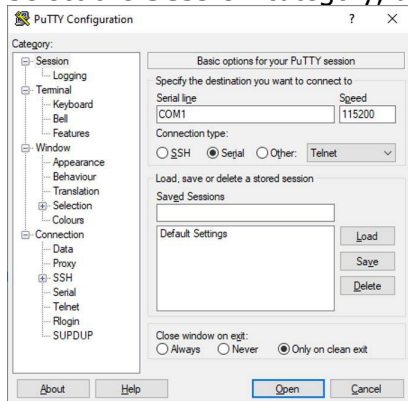 PuTTY Configuration ? ×
Category:
Session
Logging
Terminal
Keyboard
Bell
Features
Window
Appearance
Behaviour
Translation
Selection
Colours
Connection
Data
Proxy
SSH
Serial
Telnet
Rlogin
SUPDUP
Basic options for your PuTTY session
Specify the destination you want to connect to
Serial line Speed
COM1 115200
Connection type:
SSH Serial Other: Telnet
Load, save or delete a stored session
Saved Sessions
Default Settings
Load
Save
Delete
Close window on exit:
Always Never Only on clean exit
About Help Open Cancel